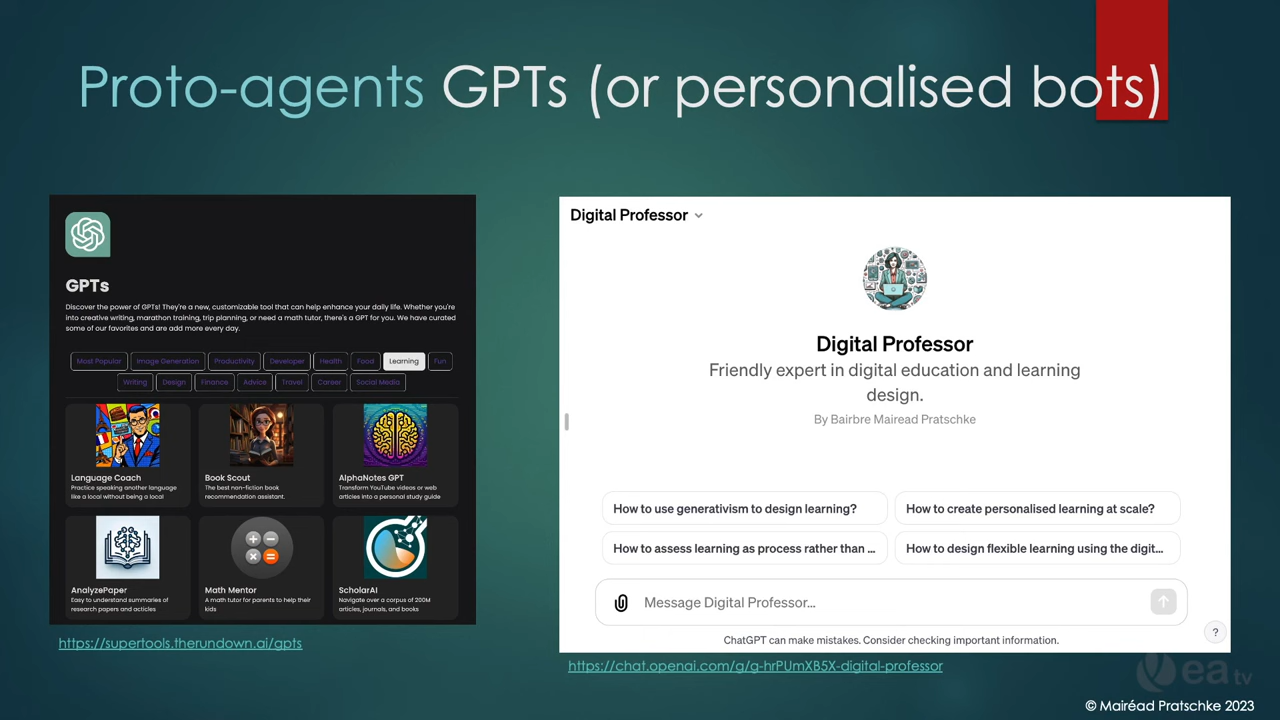 Proto-agents GPTs (or personalised bots)
GPTs
Discover the power of GPTs! They're a new, customizable tool that can help enhance your daily life. Whether you're
into creative writing, marathon training, trip planning, or need a math tutor, there's a GPT for you. We have curated
some of our favorites and are add more every day.
Most Popular Image Generation Productivity Developer Health Food Learning Fun
Writing Design Finance Advice Travel Career Social Media
Language Coach
Practice speaking another language
like a local without being a local
Book Scout
The best non-fiction book
recommendation assistant.
AlphaNotes GPT
Transform YouTube videos or web
articles into a personal study guide
AnalyzePaper
Easy to understand summaries of
research papers and acticles
Math Mentor
A math tutor for parents to help their
kids
ScholarAI
Navigate over a corpus of 200M
articles, journals, and books
https://supertools.therundown.ai/gpts
Digital Professor
Digital Professor
Friendly expert in digital education and learning
design.
By Bairbre Mairead Pratschke
How to use generativism to design learning?
How to create personalised learning at scale?
How to assess learning as process rather than ...
How to design flexible learning using the digit...
Message Digital Professor...
ChatGPT can make mistakes. Consider checking important information.
?
https://chat.openai.com/g/g-hrPUmXB5X-digital-professor
ea tv
© Mairéad Pratschke 2023